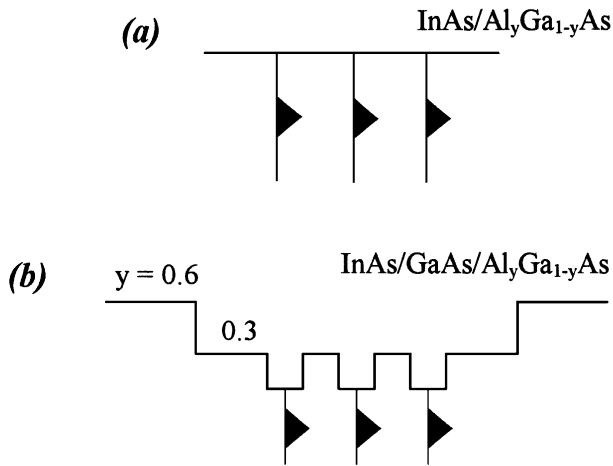 (a)
InAs/AlyGa1-yAs
(b)
InAs/GaAs/AlyGa1-yAs
y = 0.6
0.3